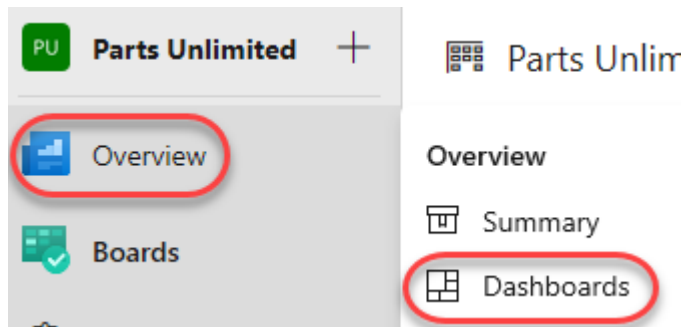 PU Parts Unlimited
Parts Unlim
Overview
Overview
Summary
Boards
Dashboards